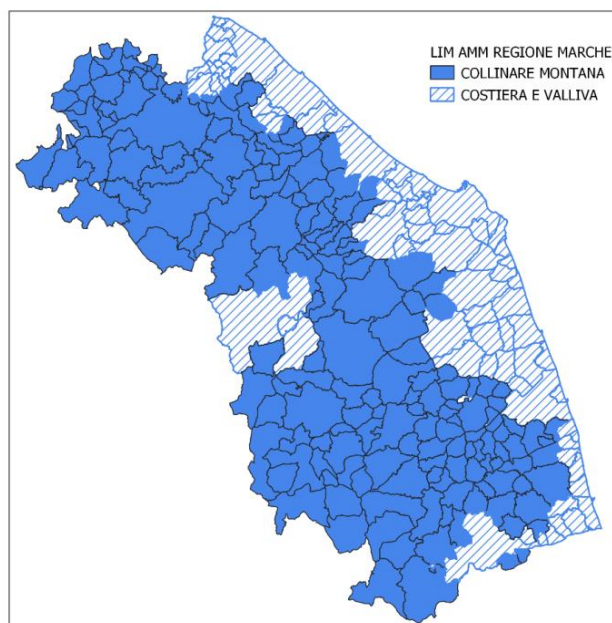 LIM AMM REGIONE MARCHE
COLLINARE MONTANA
COSTIERA E VALLIVA